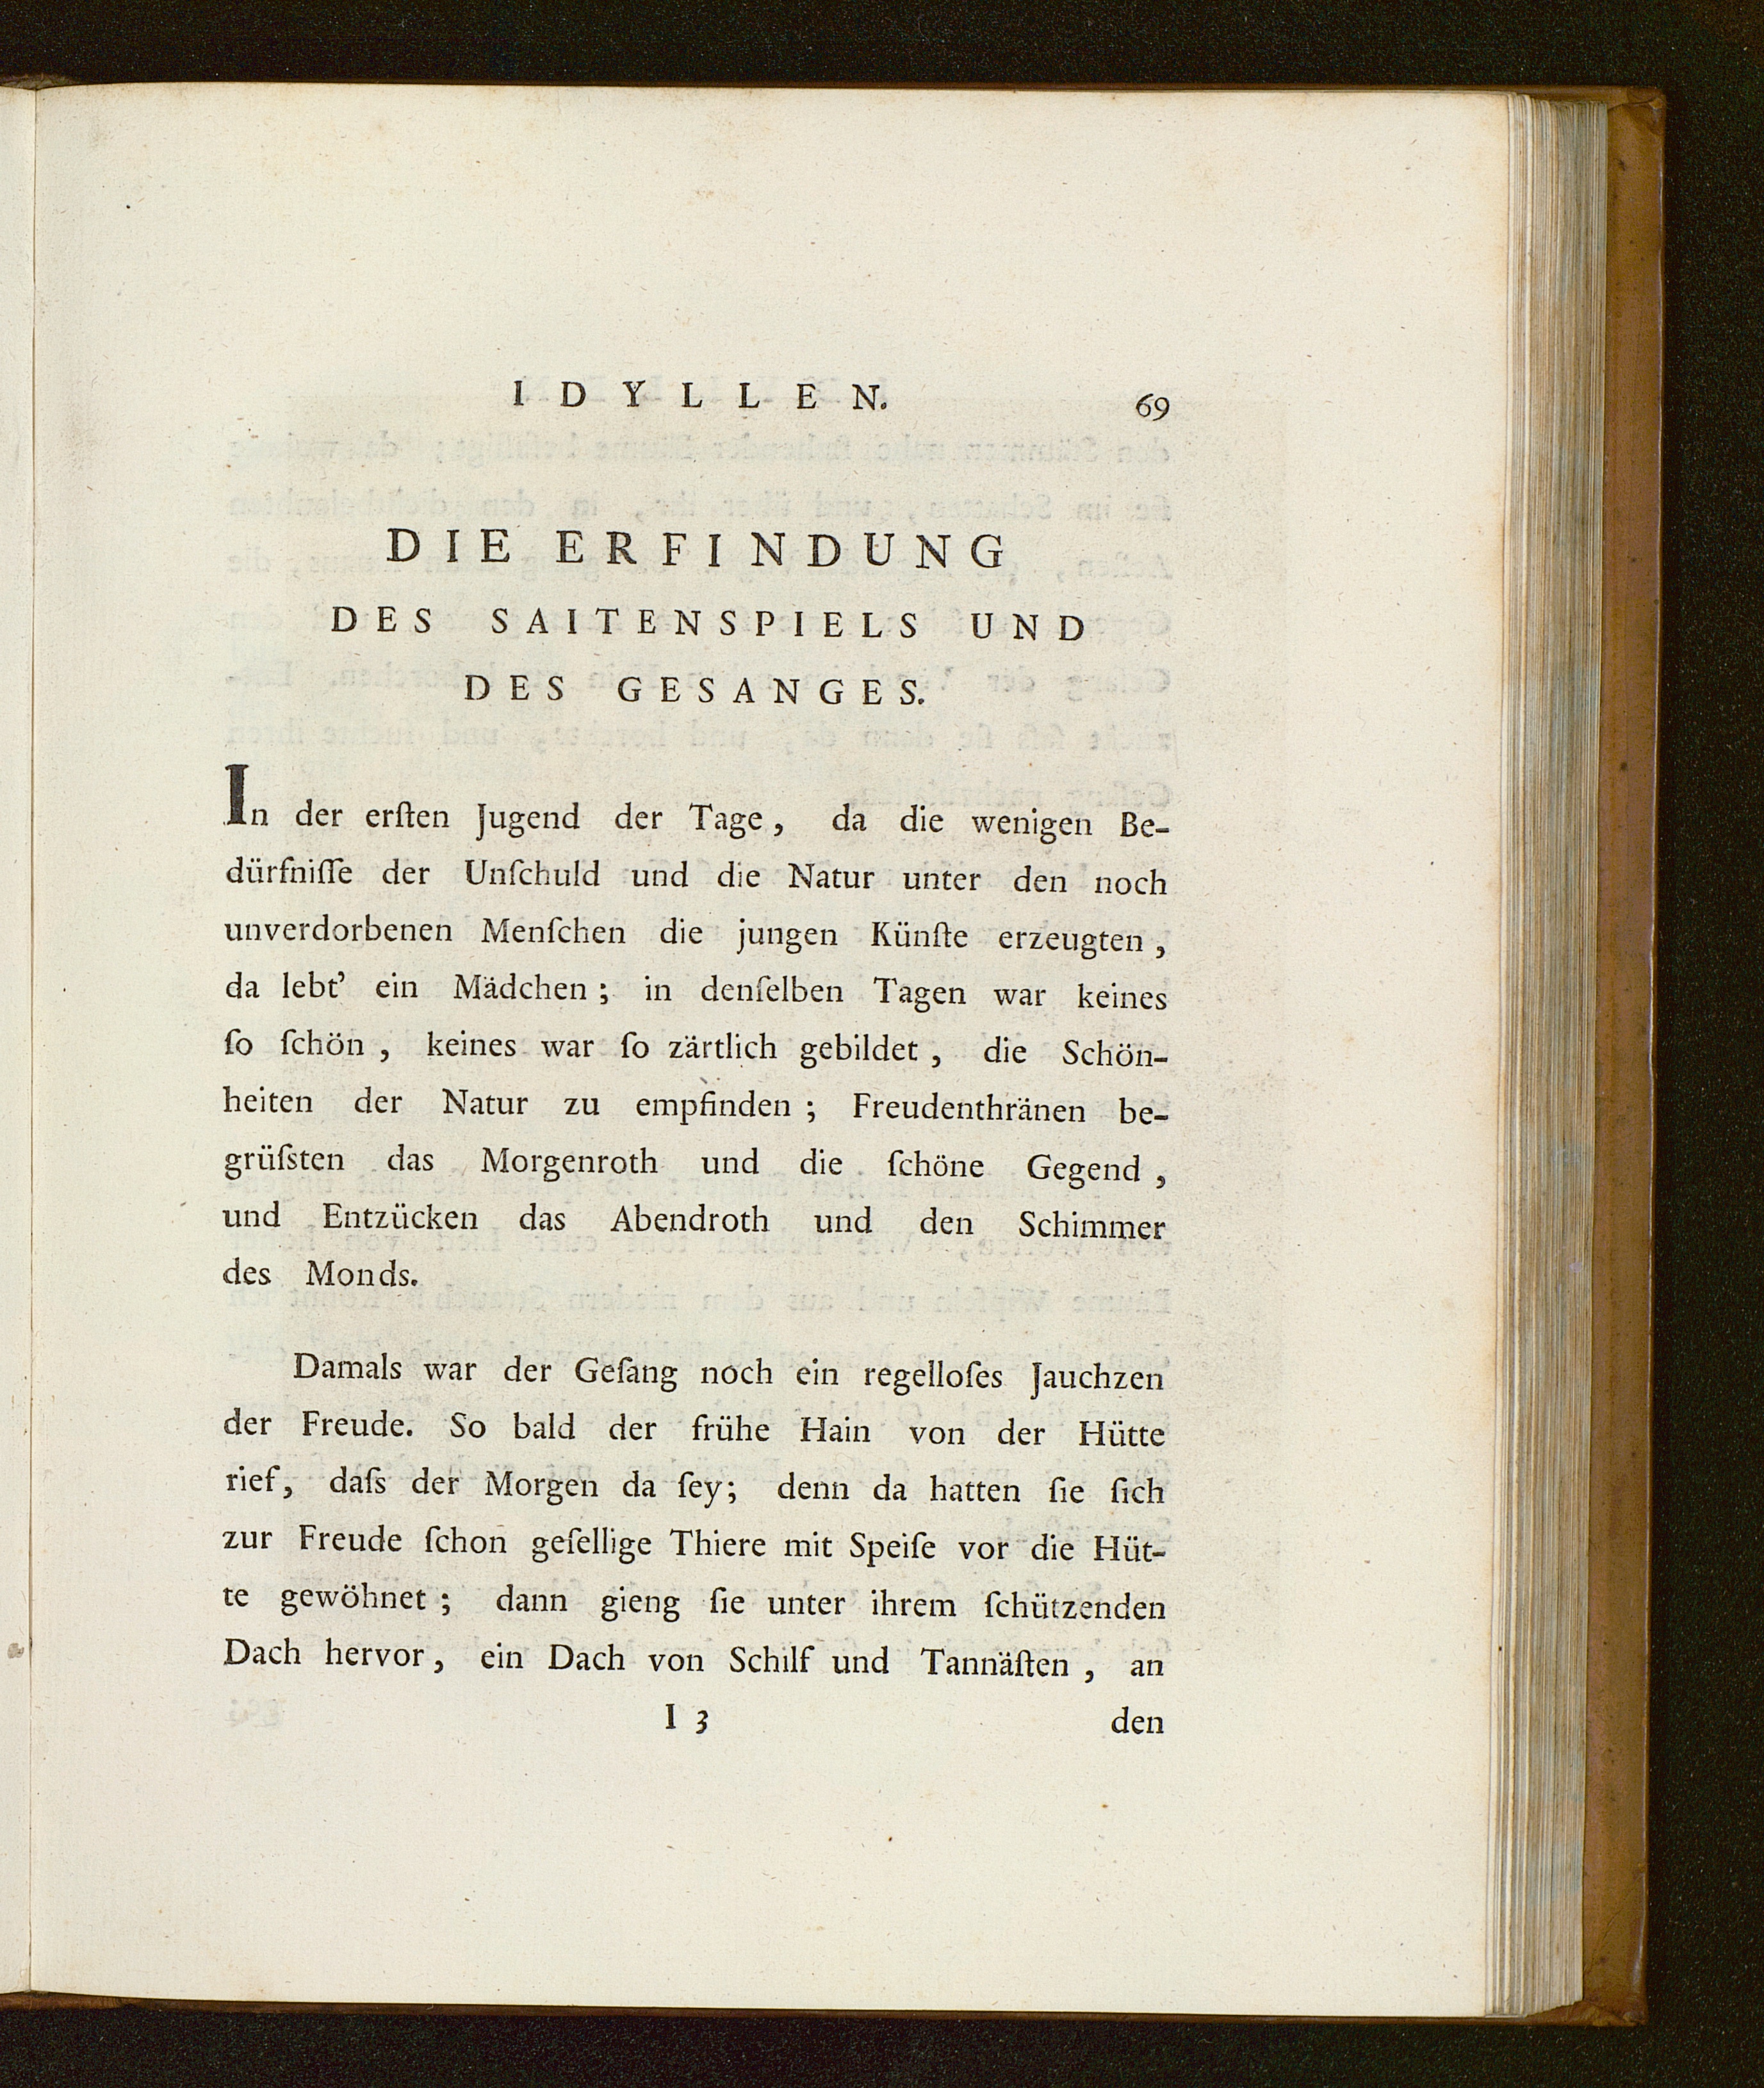 IDYLLEN. 69
DIE ERFINDUNG
DES SAITENSPIELS UND
DES GESANGES.
In der erſten Jugend der Tage, da die wenigen Be-
dürfniſſe der Unſchuld und die Natur unter den noch
unverdorbenen Menſchen die jungen Künſte erzeugten,
da lebt' ein Mädchen; in denſelben Tagen war keines
ſo ſchön, keines war ſo zärtlich gebildet, die Schön-
heiten der Natur zu empfinden; Freudenthränen be-
grüſsten das Morgenroth und die ſchöne Gegend,
und Entzücken das Abendroth und den Schimmer
des Monds.
Damals war der Geſang noch ein regelloſes Jauchzen
der Freude. So bald der frühe Hain von der Hütte
rief, daſs der Morgen da ſey; denn da hatten ſie ſich
zur Freude ſchon geſellige Thiere mit Speiſe vor die Hüt-
te gewöhnet; dann gieng ſie unter ihrem ſchützenden
Dach hervor, ein Dach von Schilf und Tannäſten, an
I 3 den